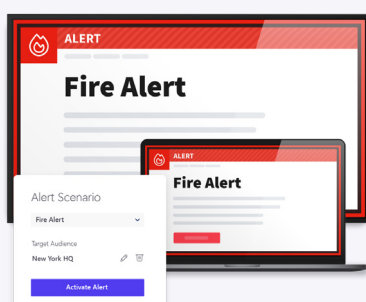 ALERT
Fire Alert
ALERT
Fire Alert
Alert Scenario
Fire Alert
Target Audience
New York HQ
Activate Alert